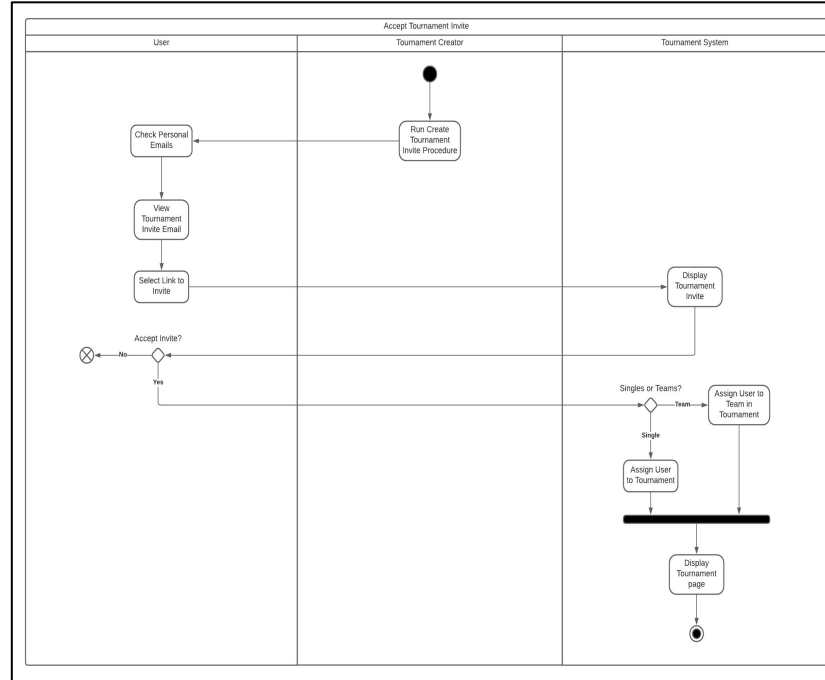 Accept Tournament Invite
User
Tournament Creator
Tournament System
Run Create
Tournament
Invite Procedure
Check Personal
Emails
View
Tournament
Invite Email
Select Link to
Invite
Display
Tournament
Invite
Accept Invite?
No
Yes
Singles or Teams?
Team
Assign User to
Team in
Tournament
Single
Assign User
to Tournament
Display
Tournament
page